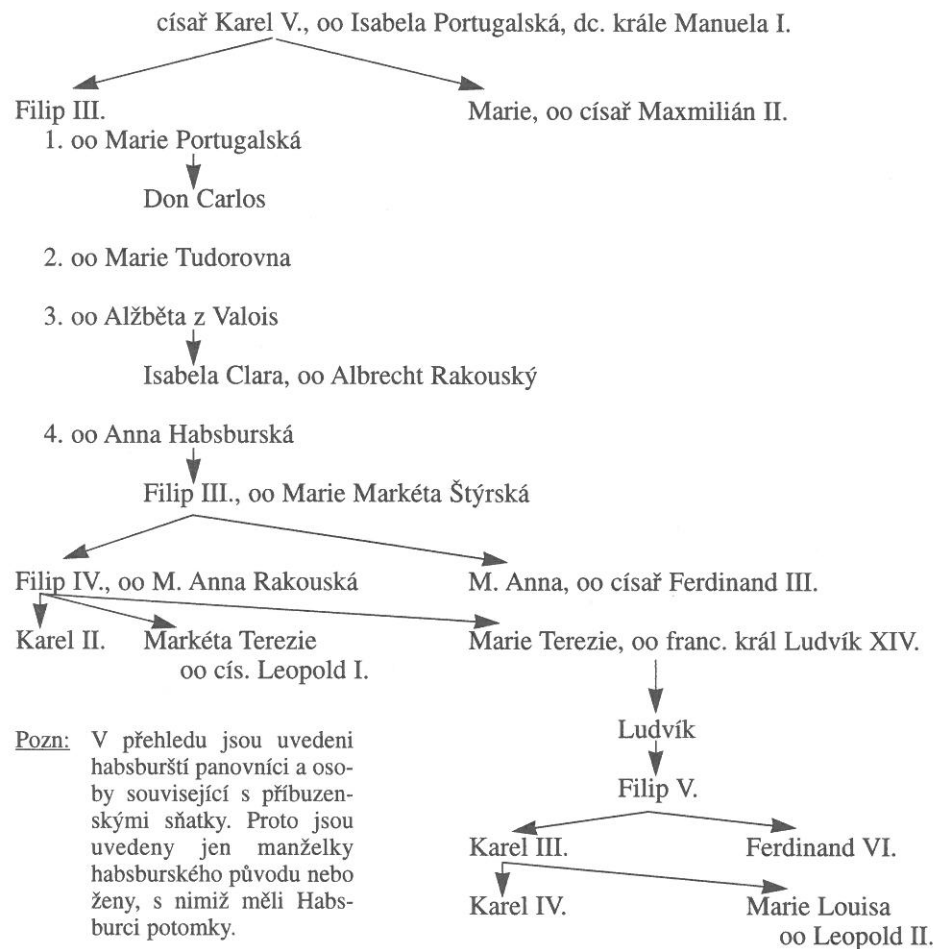 císař Karel V., oo Isabela Portugalská, dc. krále Manuela I.
Filip III.
Marie, oo císař Maxmilián II.
1. oo Marie Portugalská
Don Carlos
2. oo Marie Tudorovna
3. oo Alžběta z Valois
Isabela Clara, oo Albrecht Rakouský
4. oo Anna Habsburská
Filip III., oo Marie Markéta Štýrská
Filip IV., oo M. Anna Rakouská
M. Anna, oo císař Ferdinand III.
Karel II.
Markéta Terezie
oo cís. Leopold I.
Marie Terezie, oo franc. král Ludvík XIV.
Ludvík
Filip V.
Karel III.
Ferdinand VI.
Karel IV.
Marie Louisa
oo Leopold II.
Pozn: V přehledu jsou uvedeni
habsburští panovníci a oso-
by související s příbuzen-
skými sňatky. Proto jsou
uvedeny jen manželky
habsburského původu nebo
ženy, s nimiž měli Habs-
burci potomky.